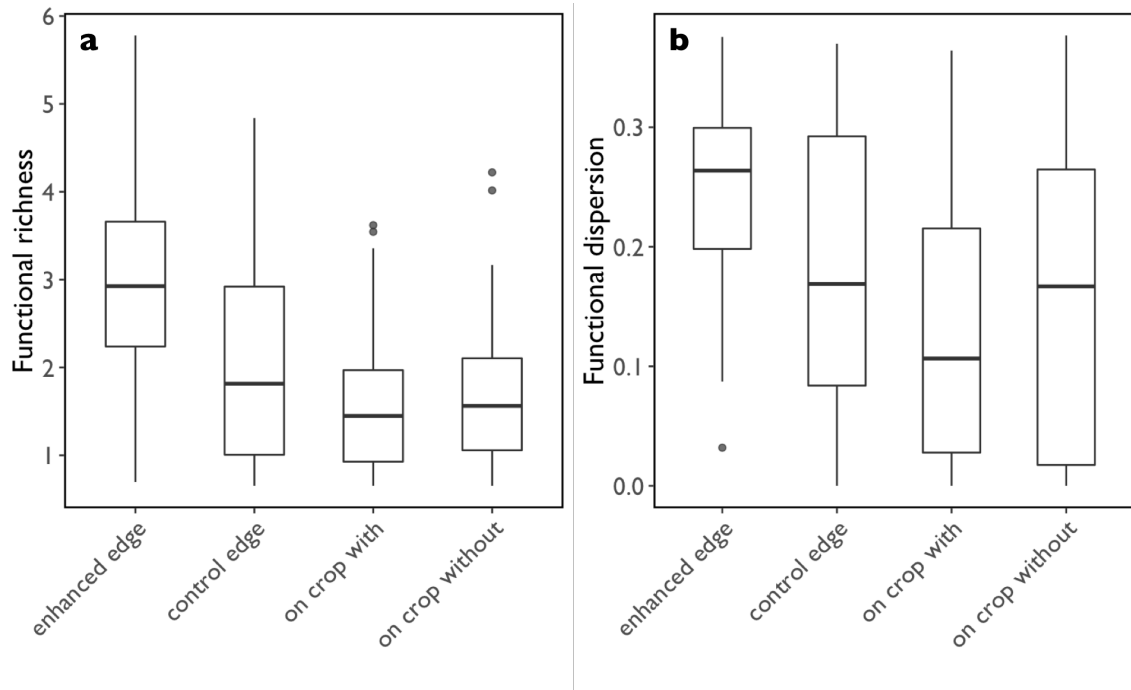 a
Functional richness
6
5
4
3
2
1
enhanced edge
control edge
on crop with
on crop without
b
Functional dispersion
0.3
0.2
0.1
0.0
enhanced edge
control edge
on crop with
on crop without